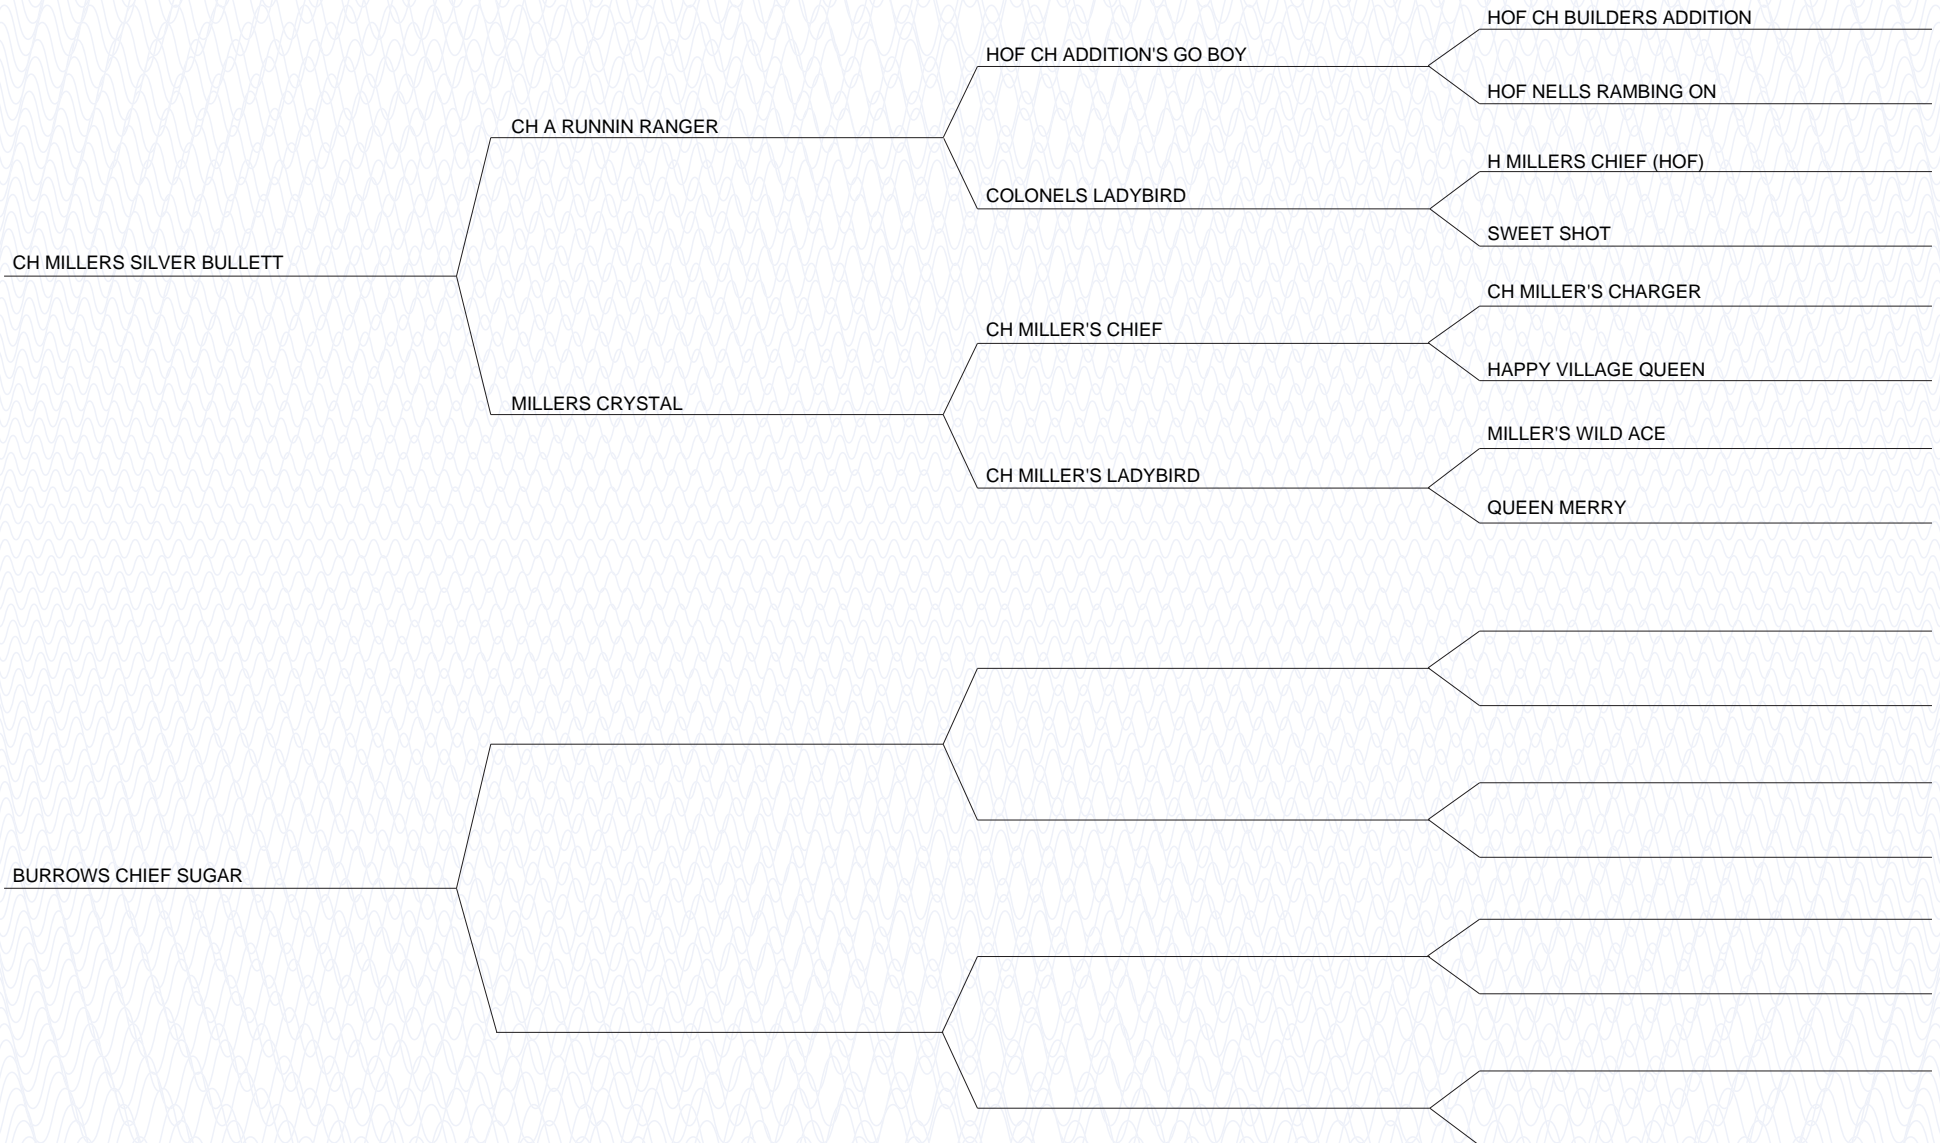 HOF CH BUILDERS ADDITION
HOF CH ADDITION'S GO BOY
HOF NELLS RAMBING ON
CH A RUNNIN RANGER
H MILLERS CHIEF (HOF)
COLONELS LADYBIRD
SWEET SHOT
CH MILLERS SILVER BULLETT
CH MILLER'S CHARGER
CH MILLER'S CHIEF
HAPPY VILLAGE QUEEN
MILLERS CRYSTAL
MILLER'S WILD ACE
CH MILLER'S LADYBIRD
QUEEN MERRY
BURROWS CHIEF SUGAR